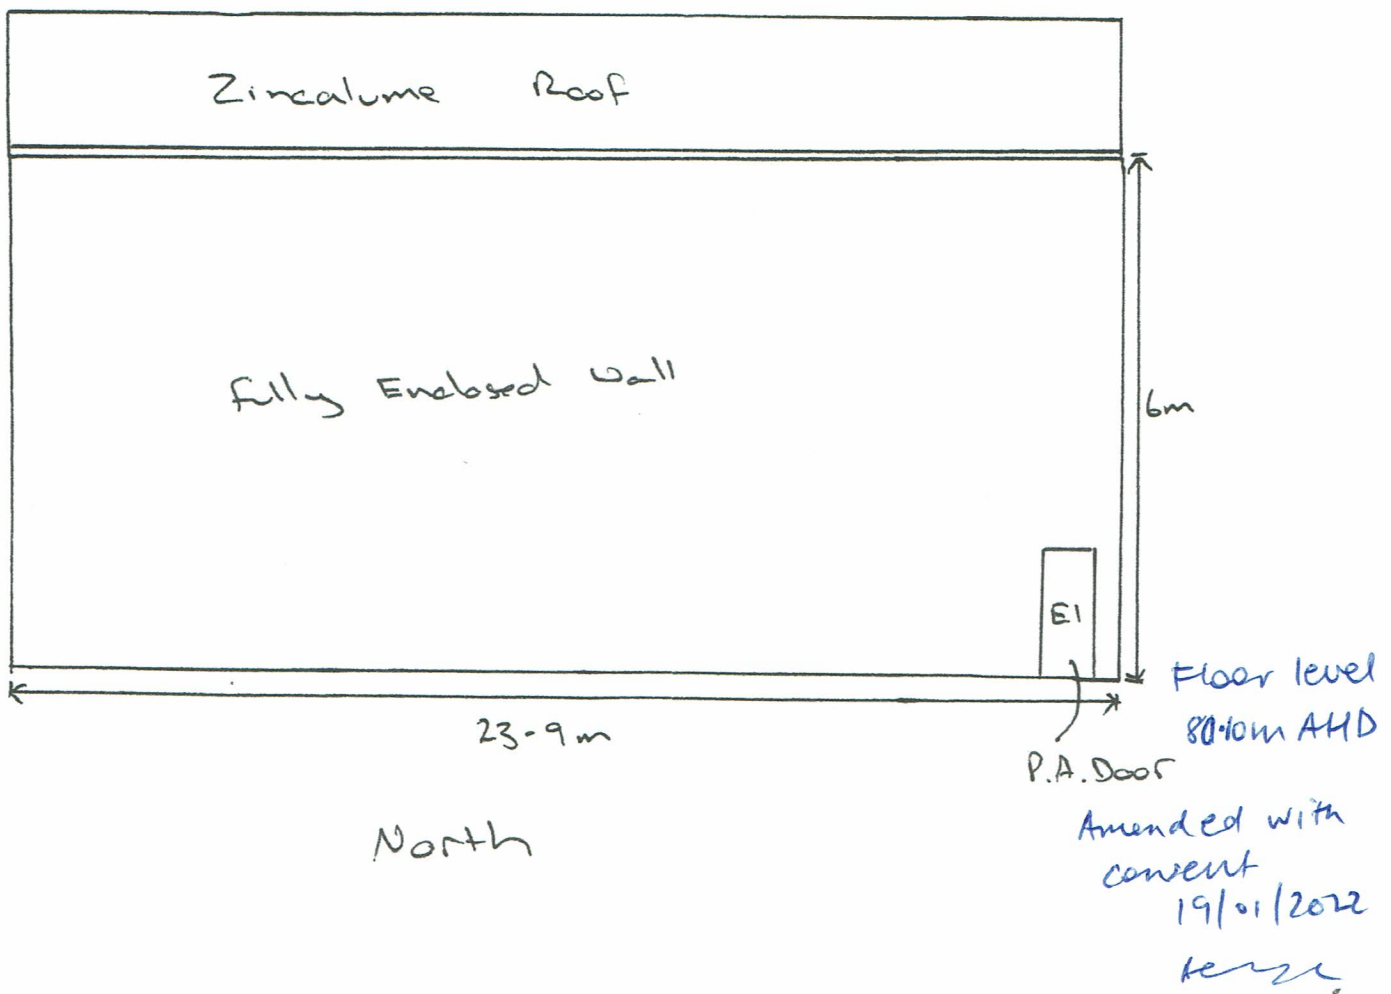 Zincalume Roof
Fully Enclosed Wall
6m
E1
Floor level
80.10m AHD
23-9m
P.A. Door
North
Amended with
consent
19/01/2022